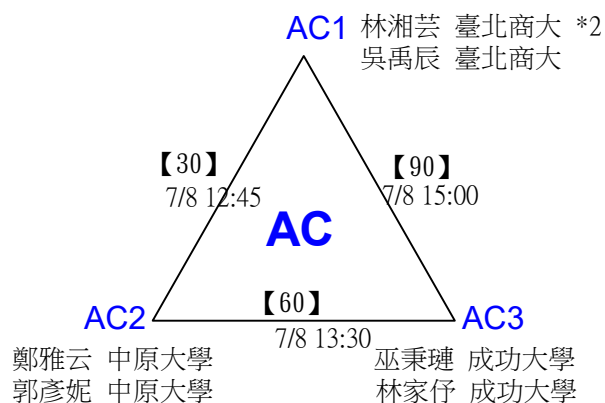 AC1 林湘芸 臺北商大 *2
吳禹辰 臺北商大
【30】
7/8 12:45
【90】
7/8 15:00
AC
AC2
【60】
7/8 13:30
AC3
鄭雅云 中原大學
郭彥妮 中原大學
巫秉璉 成功大學
林家伃 成功大學